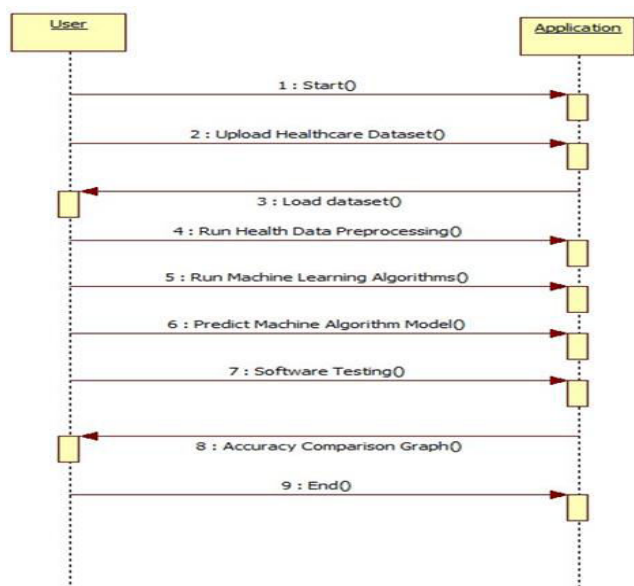 User
Application
1 : Start()
2 : Upload Healthcare Dataset()
3 : Load dataset()
4 : Run Health Data Preprocessing()
5 : Run Machine Learning Algorithms()
6 : Predict Machine Algorithm Model()
7 : Software Testing()
8 : Accuracy Comparison Graph()
9 : End()